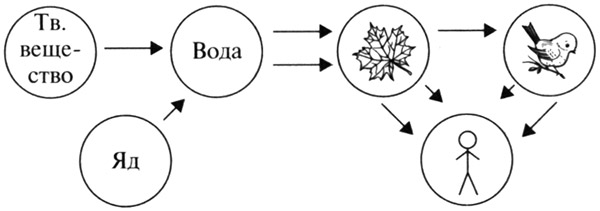 Тв.
веще-
ство
Вода
Яд